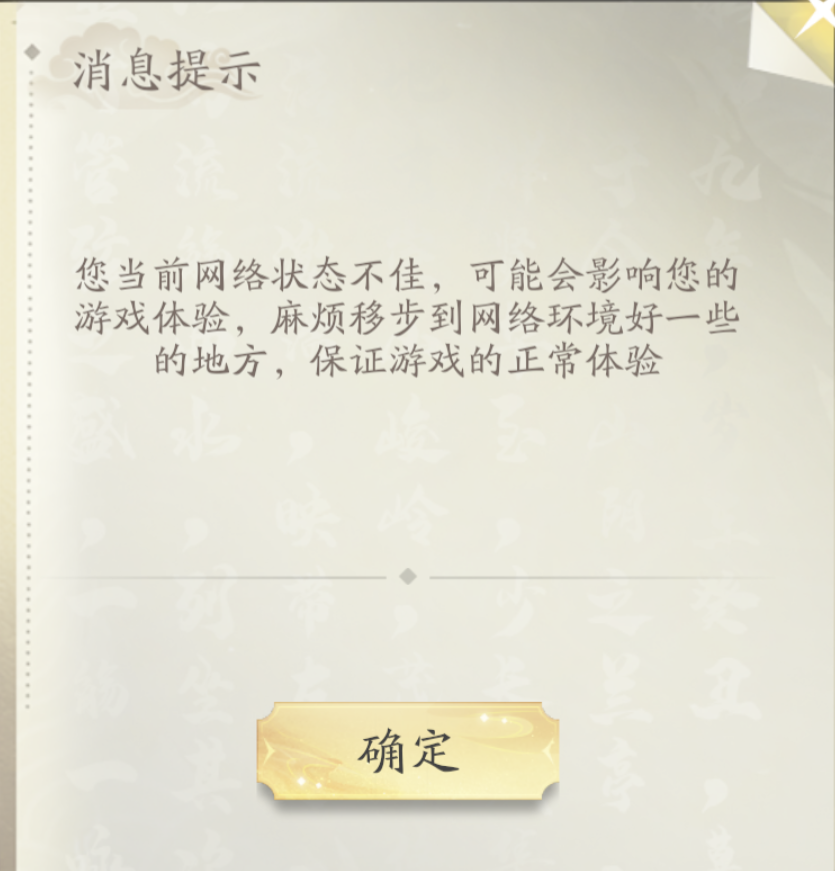 消息提示
您当前网络状态不佳，可能会影响您的
游戏体验，麻烦移步到网络环境好一些
的地方，保证游戏的正常体验
确定